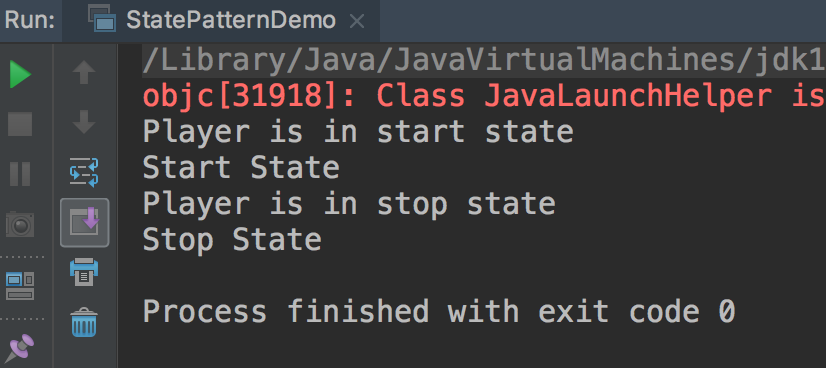 Run: StatePatternDemo
/Library/Java/JavaVirtualMachines/jdk1
objc[31918]: Class JavaLaunchHelper is
Player is in start state
Start State
Player is in stop state
Stop State
Process finished with exit code 0